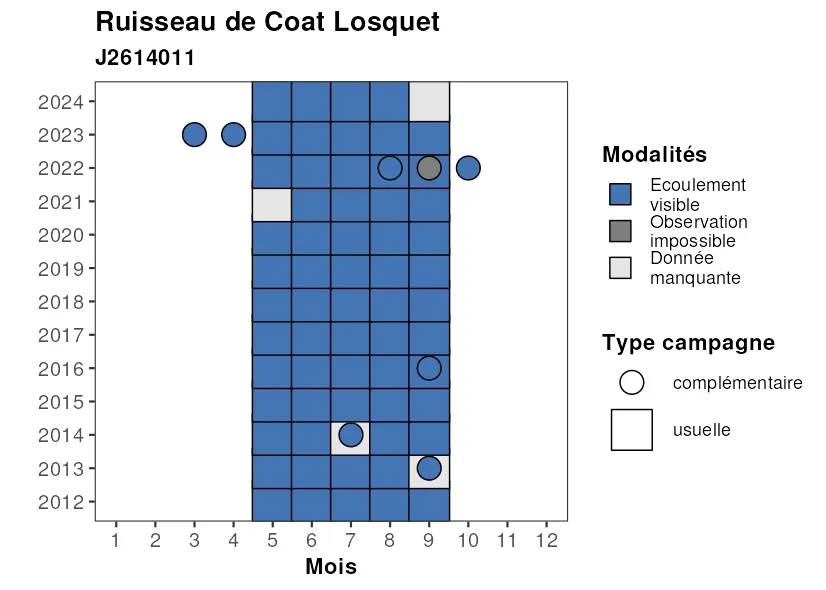 Ruisseau de Coat Losquet
J2614011
2024
2023
2022
2021
2020
2019
2018
2017
2016
2015
2014
2013
2012
1 2 3 4 5 6 7 8 9 10 11 12
Mois
Modalités
Ecoulement
visible
Observation
impossible
Donnée
manquante
Type campagne
complémentaire
usuelle